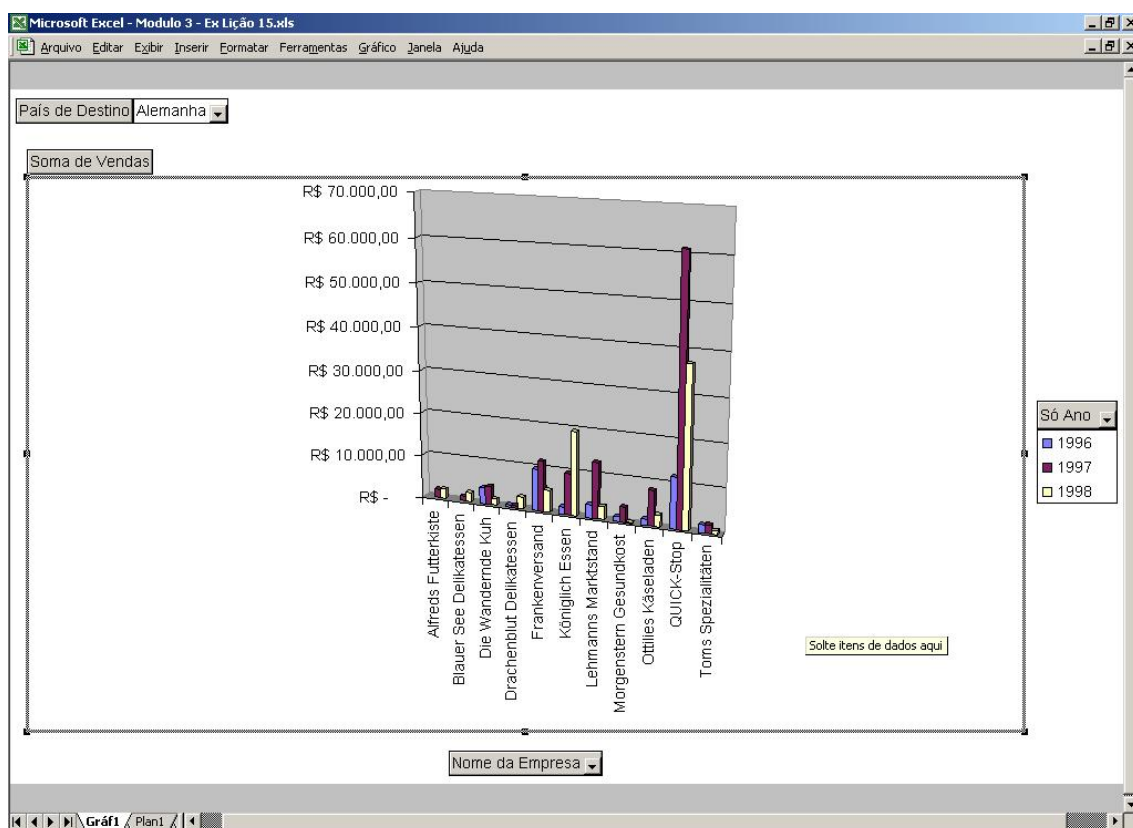 Microsoft Excel - Modulo 3 - Ex Lição 15.xls
Arquivo Editar Exibir Inserir Formatar Ferramentas Gráfico Janela Ajuda
País de Destino Alemanha
Soma de Vendas
R$ 70.000,00
R$ 60.000,00
R$ 50.000,00
R$ 40.000,00
R$ 30.000,00
R$ 20.000,00
R$ 10.000,00
R$ -
Alfreds Futterkiste
Blauer See Delikatessen
Die Wandernde Kuh
Drachenblut Delikatessen
Frankenversand
Königlich Essen
Lehmanns Marktstand
Morgenstern Gesundkost
Ottilies Käseladen
QUICK-Stop
Toms Spezialitäten
Só Ano
1996
1997
1998
Solte itens de dados aqui
Nome da Empresa
Gráf1 Plan1